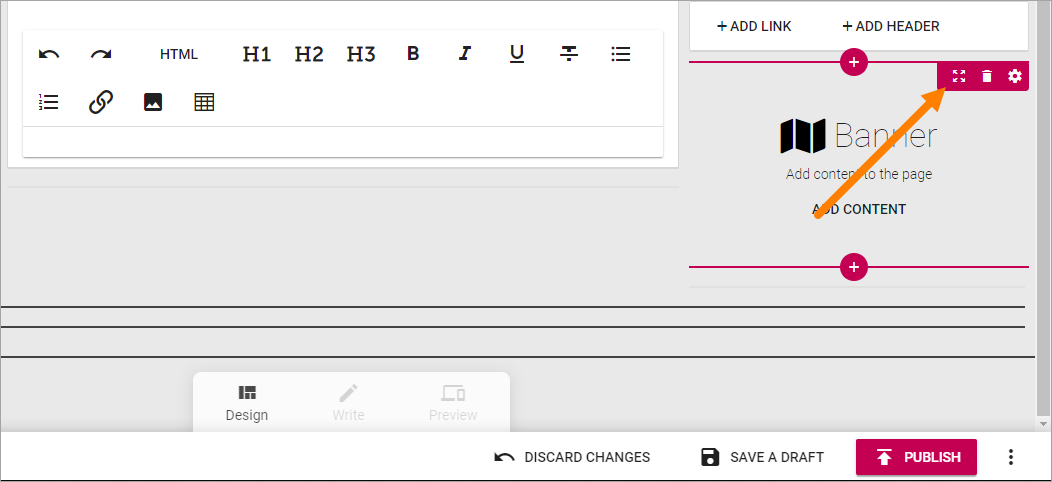 + ADD LINK + ADD HEADER
HTML H1 H2 H3 B I U
Banner
Add content to the page
ADD CONTENT
Design Write Preview
DISCARD CHANGES SAVE A DRAFT PUBLISH